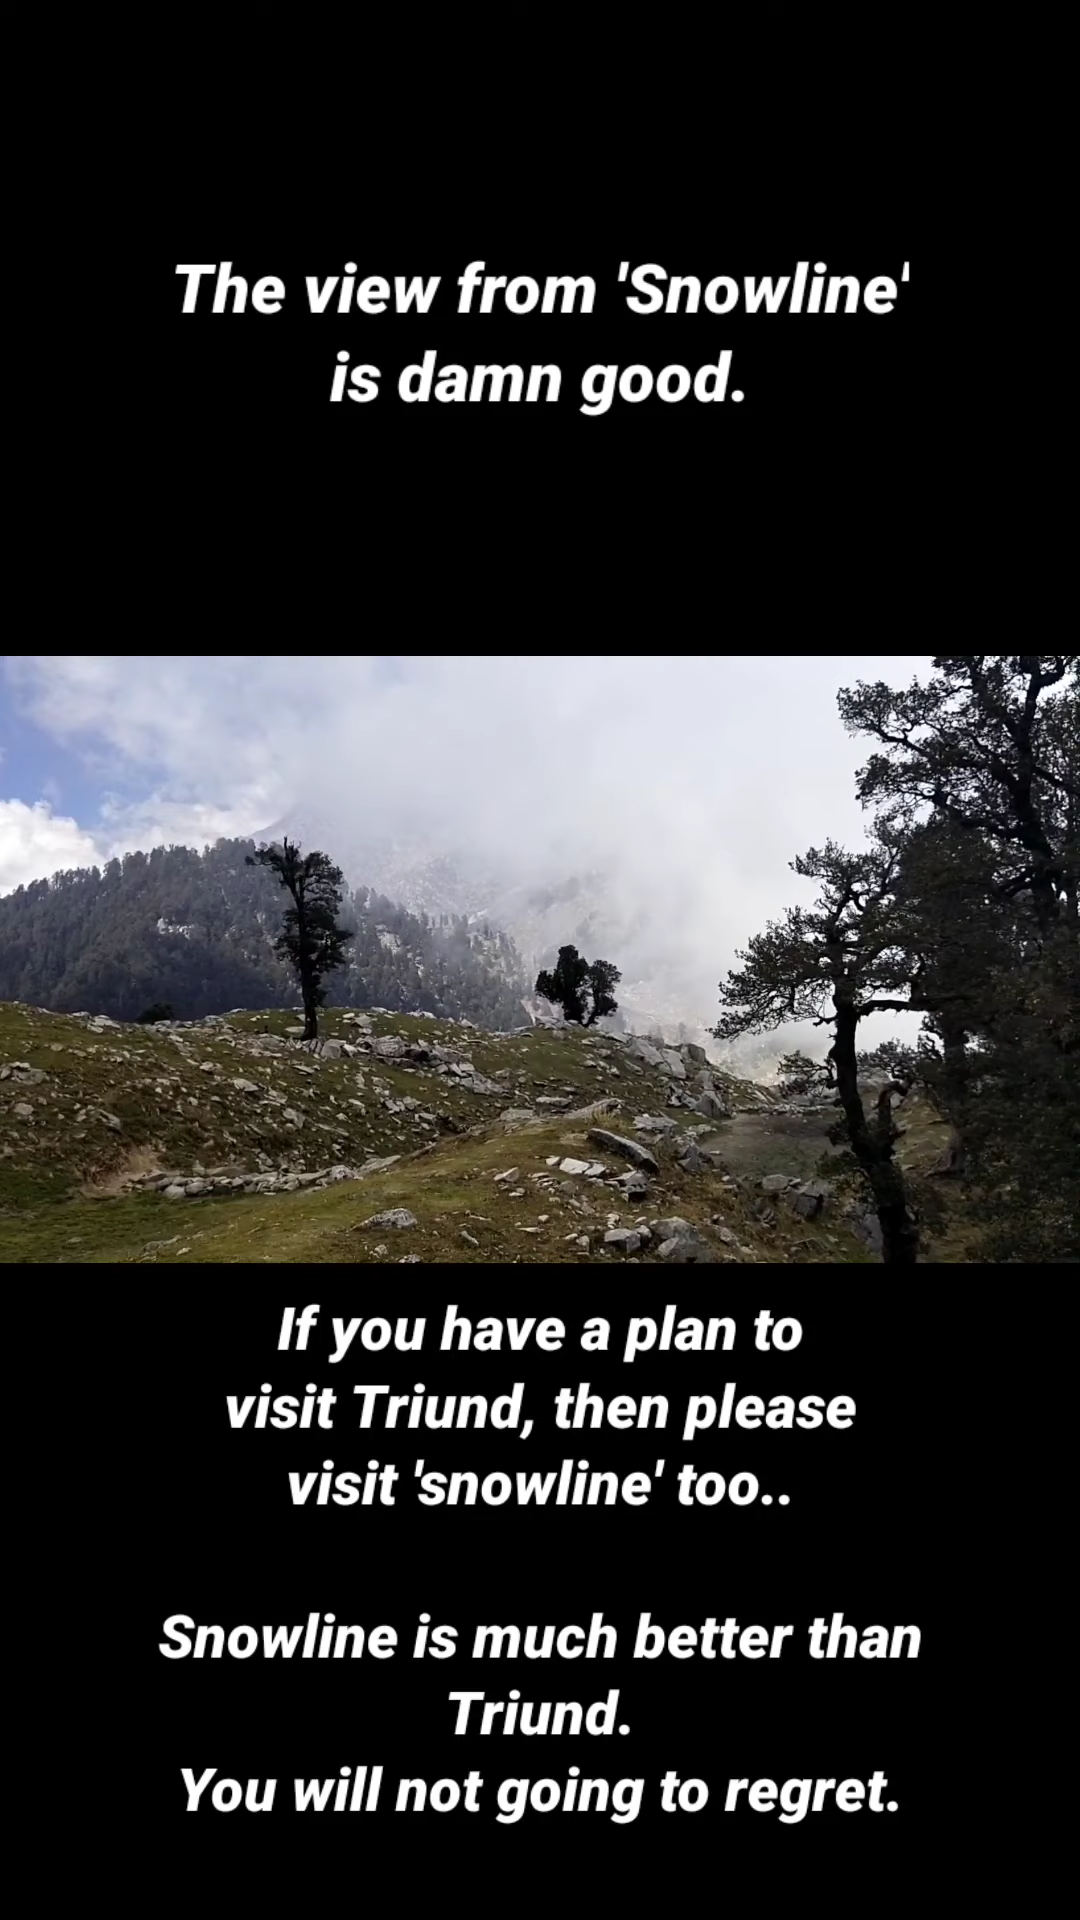 The view from 'Snowline'
is damn good.
If you have a plan to
visit Triund, then please
visit 'snowline' too..
Snowline is much better than
Triund.
You will not going to regret.